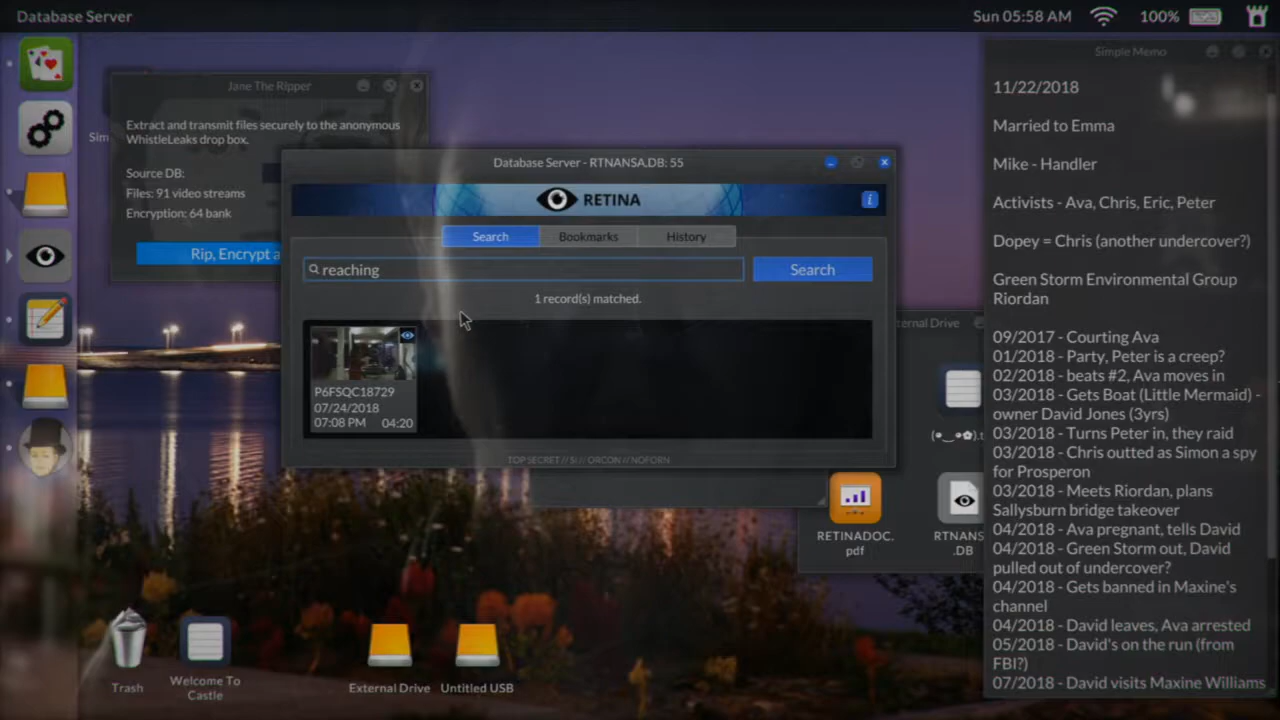 Database Server
Sun 05:58 AM
100%
Jane The Ripper
Extract and transmit files securely to the anonymous
WhistleLeaks drop box.
Source DB:
Files: 91 video streams
Encryption: 64 bank
Rip, Encrypt a
Sim
Database Server - RTNANSA.DB: 55
RETINA
i
Search
Bookmarks
History
reaching
Search
1 record(s) matched.
P6FSQC18729
07/24/2018
07:08 PM
04:20
TOP SECRET // SI // ORCON // NOFORN
ternal Drive
(•‿•✿).t
RETINADOC.
pdf
RTNANS
.DB
Trash
Welcome To
Castle
External Drive
Untitled USB
Simple Memo
11/22/2018
Married to Emma
Mike - Handler
Activists - Ava, Chris, Eric, Peter
Dopey = Chris (another undercover?)
Green Storm Environmental Group
Riordan
09/2017 - Courting Ava
01/2018 - Party, Peter is a creep?
02/2018 - beats #2, Ava moves in
03/2018 - Gets Boat (Little Mermaid) -
owner David Jones (3yrs)
03/2018 - Turns Peter in, they raid
03/2018 - Chris outted as Simon a spy
for Prosperon
03/2018 - Meets Riordan, plans
Sallysburn bridge takeover
04/2018 - Ava pregnant, tells David
04/2018 - Green Storm out, David
pulled out of undercover?
04/2018 - Gets banned in Maxine's
channel
04/2018 - David leaves, Ava arrested
05/2018 - David's on the run (from
FBI?)
07/2018 - David visits Maxine Williams